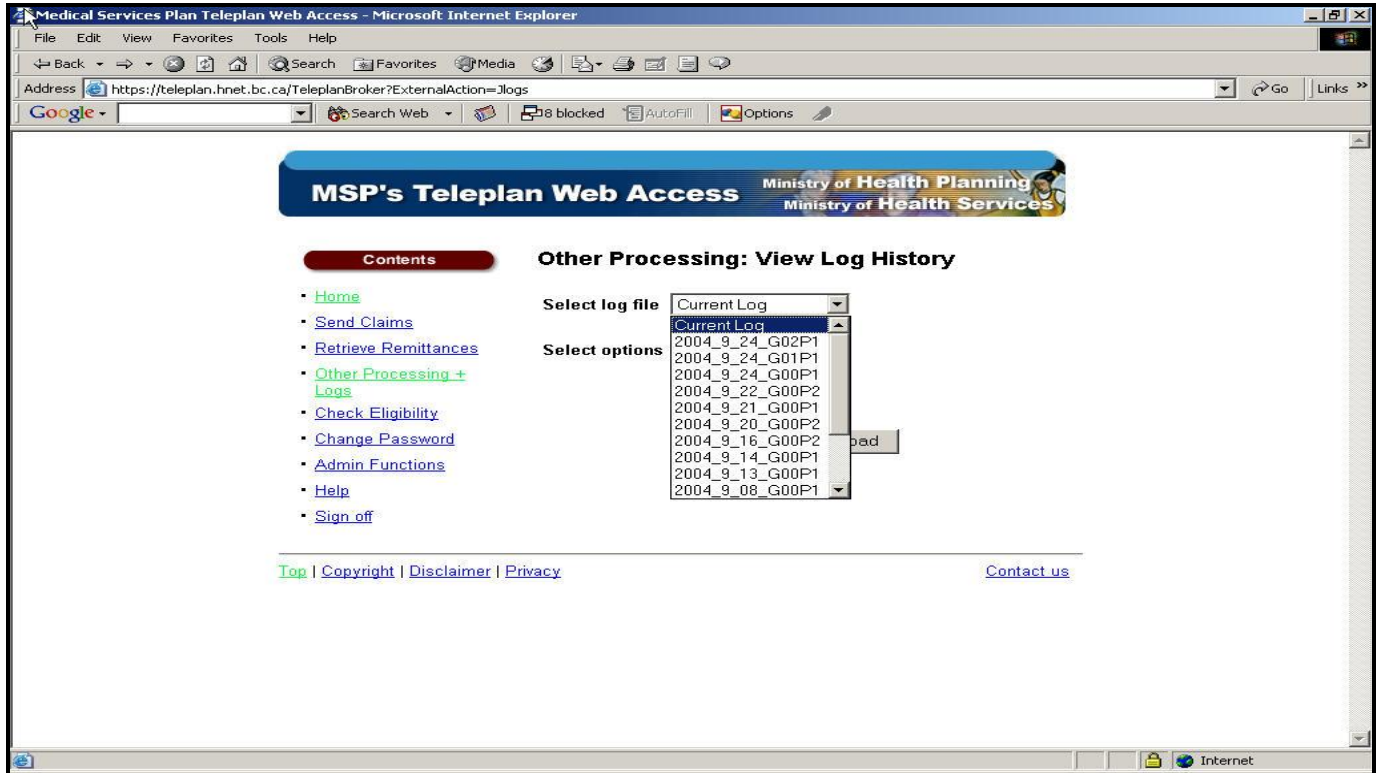 Medical Services Plan Teleplan Web Access - Microsoft Internet Explorer
File Edit View Favorites Tools Help
Back Search Favorites Media
Address https://teleplan.hnet.bc.ca/TeleplanBroker?ExternalAction=Jlogs Go Links »
Google Search Web 8 blocked AutoFill Options
MSP's Teleplan Web Access
Ministry of Health Planning
Ministry of Health Services
Contents
Home
Send Claims
Retrieve Remittances
Other Processing +
Logs
Check Eligibility
Change Password
Admin Functions
Help
Sign off
Other Processing: View Log History
Select log file Current Log
Current Log
2004_9_24_G02P1
2004_9_24_G01P1
2004_9_24_G00P1
2004_9_22_G00P2
2004_9_21_G00P1
2004_9_20_G00P2
2004_9_16_G00P2
2004_9_14_G00P1
2004_9_13_G00P1
2004_9_08_G00P1
Select options
oad
Top | Copyright | Disclaimer | Privacy Contact us
Internet